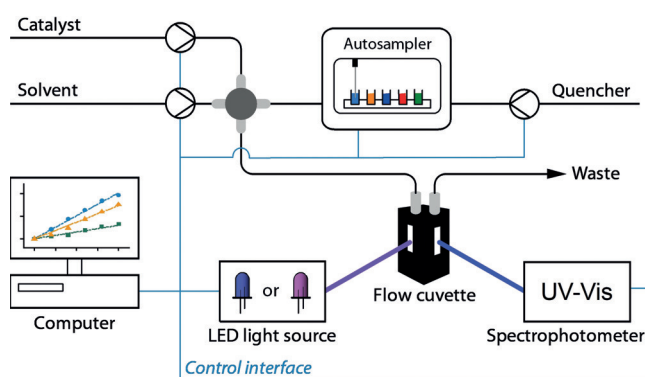 Catalyst
Autosampler
Solvent
Quencher
Waste
Flow cuvette
or
UV-Vis
Computer
LED light source
Spectrophotometer
Control interface